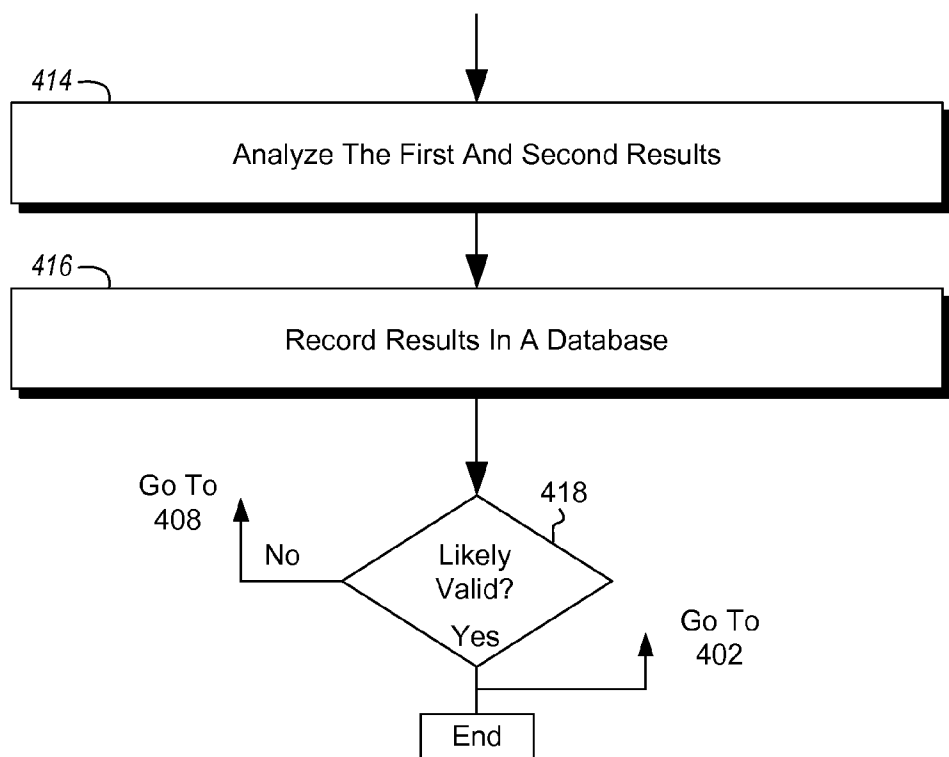 414
Analyze The First And Second Results
416
Record Results In A Database
Go To
408
No
418
Likely
Valid?
Yes
Go To
402
End